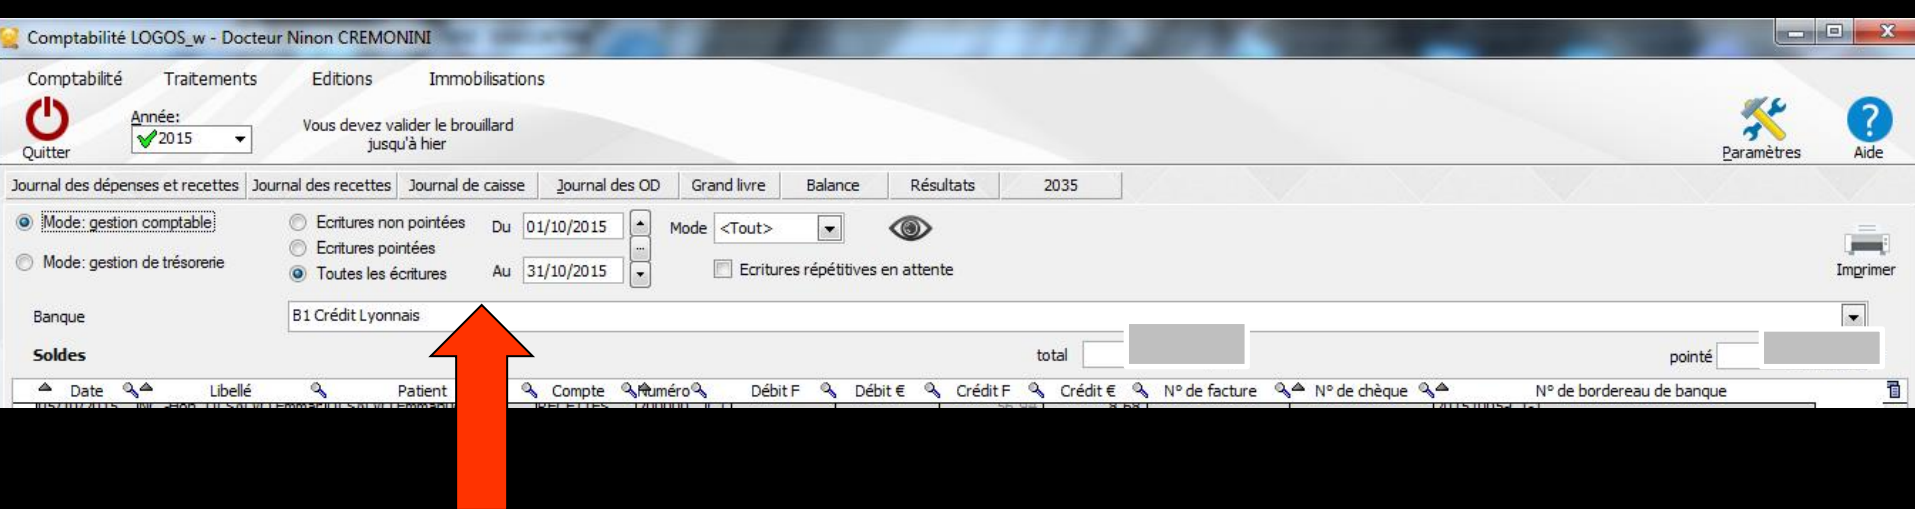 Comptabilité LOGOS_w - Docteur Ninon CREMONINI
Comptabilité Traitements Editions Immobilisations
Quitter
Année:
2015
Vous devez valider le brouillard
jusqu'à hier
Paramètres
Aide
Journal des dépenses et recettes Journal des recettes Journal de caisse Journal des OD Grand livre Balance Résultats 2035
Mode: gestion comptable
Mode: gestion de trésorerie
Ecritures non pointées
Ecritures pointées
Toutes les écritures
Du 01/10/2015
Au 31/10/2015
Mode <Tout>
Ecritures répétitives en attente
Imprimer
Banque B1 Crédit Lyonnais
Soldes total pointé
Date Libellé Patient Compte Numéro Débit F Débit € Crédit F Crédit € N° de facture N° de chèque N° de bordereau de banque